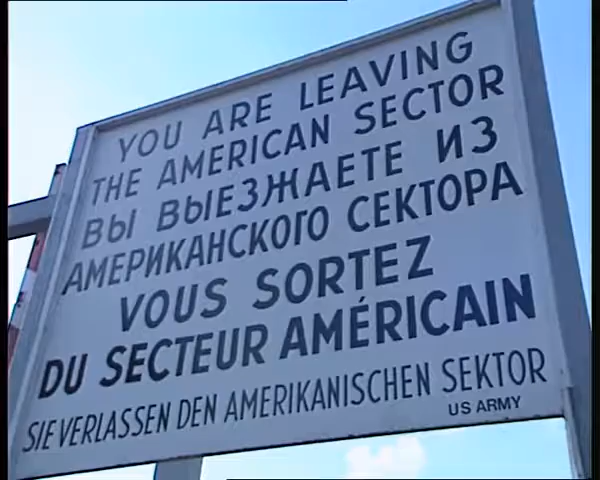 YOU ARE LEAVING
THE AMERICAN SECTOR
ВЫ ВЫЕЗЖАЕТЕ ИЗ
АМЕРИКАНСКОГО СЕКТОРА
VOUS SORTEZ
DU SECTEUR AMÉRICAIN
SIE VERLASSEN DEN AMERIKANISCHEN SEKTOR
US ARMY